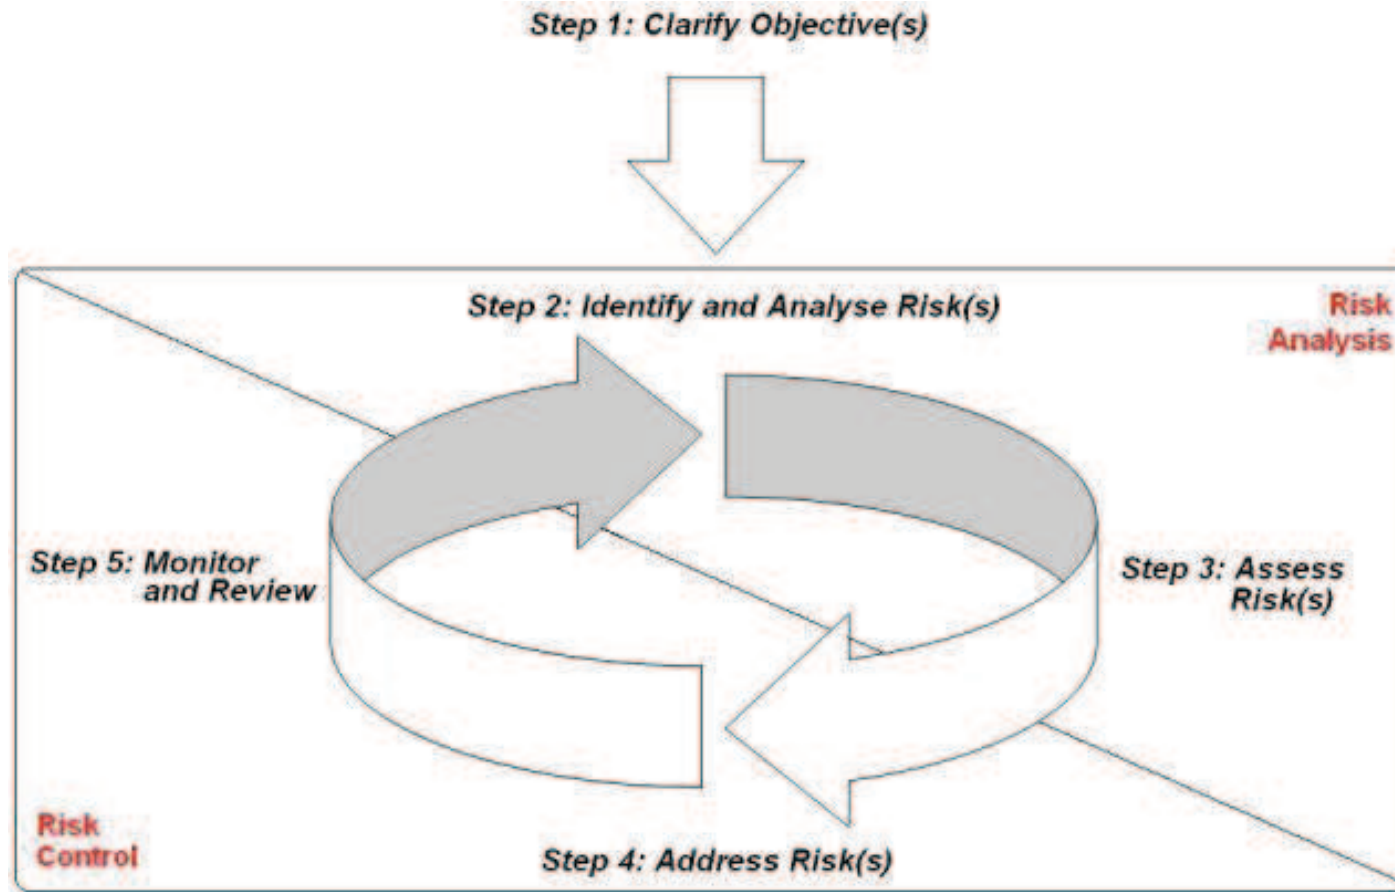 Step 1: Clarify Objective(s)
Step 2: Identify and Analyse Risk(s)
Risk
Analysis
Step 5: Monitor
and Review
Step 3: Assess
Risk(s)
Risk
Control
Step 4: Address Risk(s)